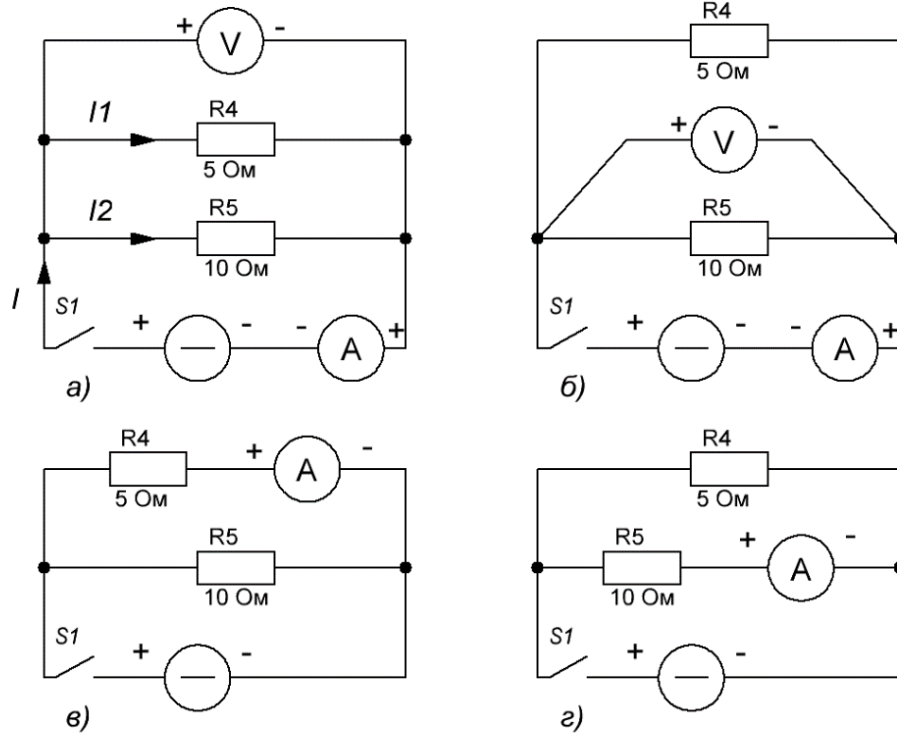 + V -
I1
R4
5 Ом
I2
R5
10 Ом
I
S1
+ - - A +
а)
R4
5 Ом
+ V -
R5
10 Ом
S1
+ - - A +
б)
R4
5 Ом
+ A -
R5
10 Ом
S1
+ -
в)
R4
5 Ом
R5
10 Ом
+ A -
S1
+ -
г)